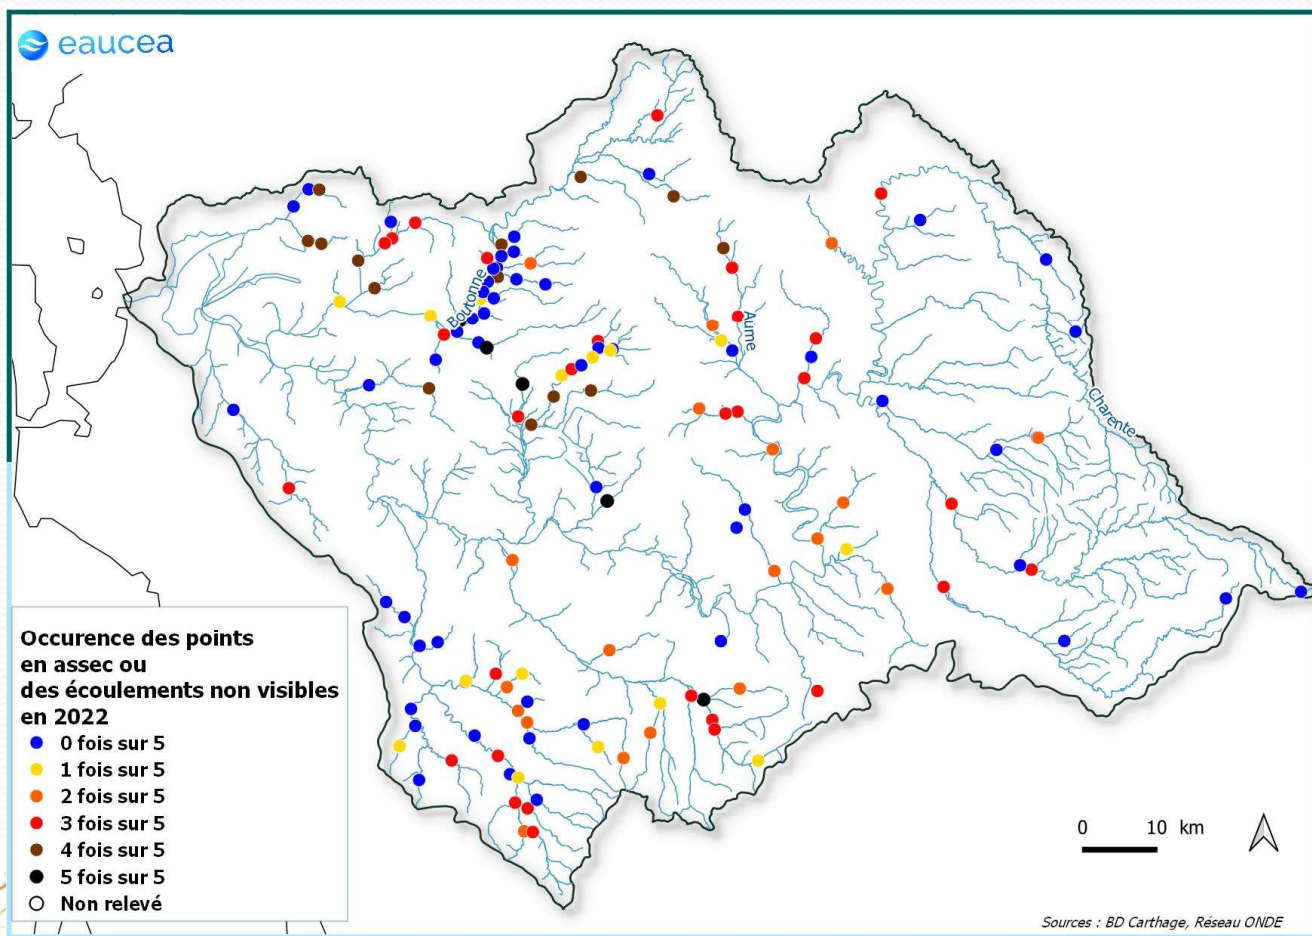 eaucea
Boutonne
Aume
Charente
Occurence des points
en assec ou
des écoulements non visibles
en 2022
0 fois sur 5
1 fois sur 5
2 fois sur 5
3 fois sur 5
4 fois sur 5
5 fois sur 5
Non relevé
0 10 km
Sources : BD Carthage, Réseau ONDE